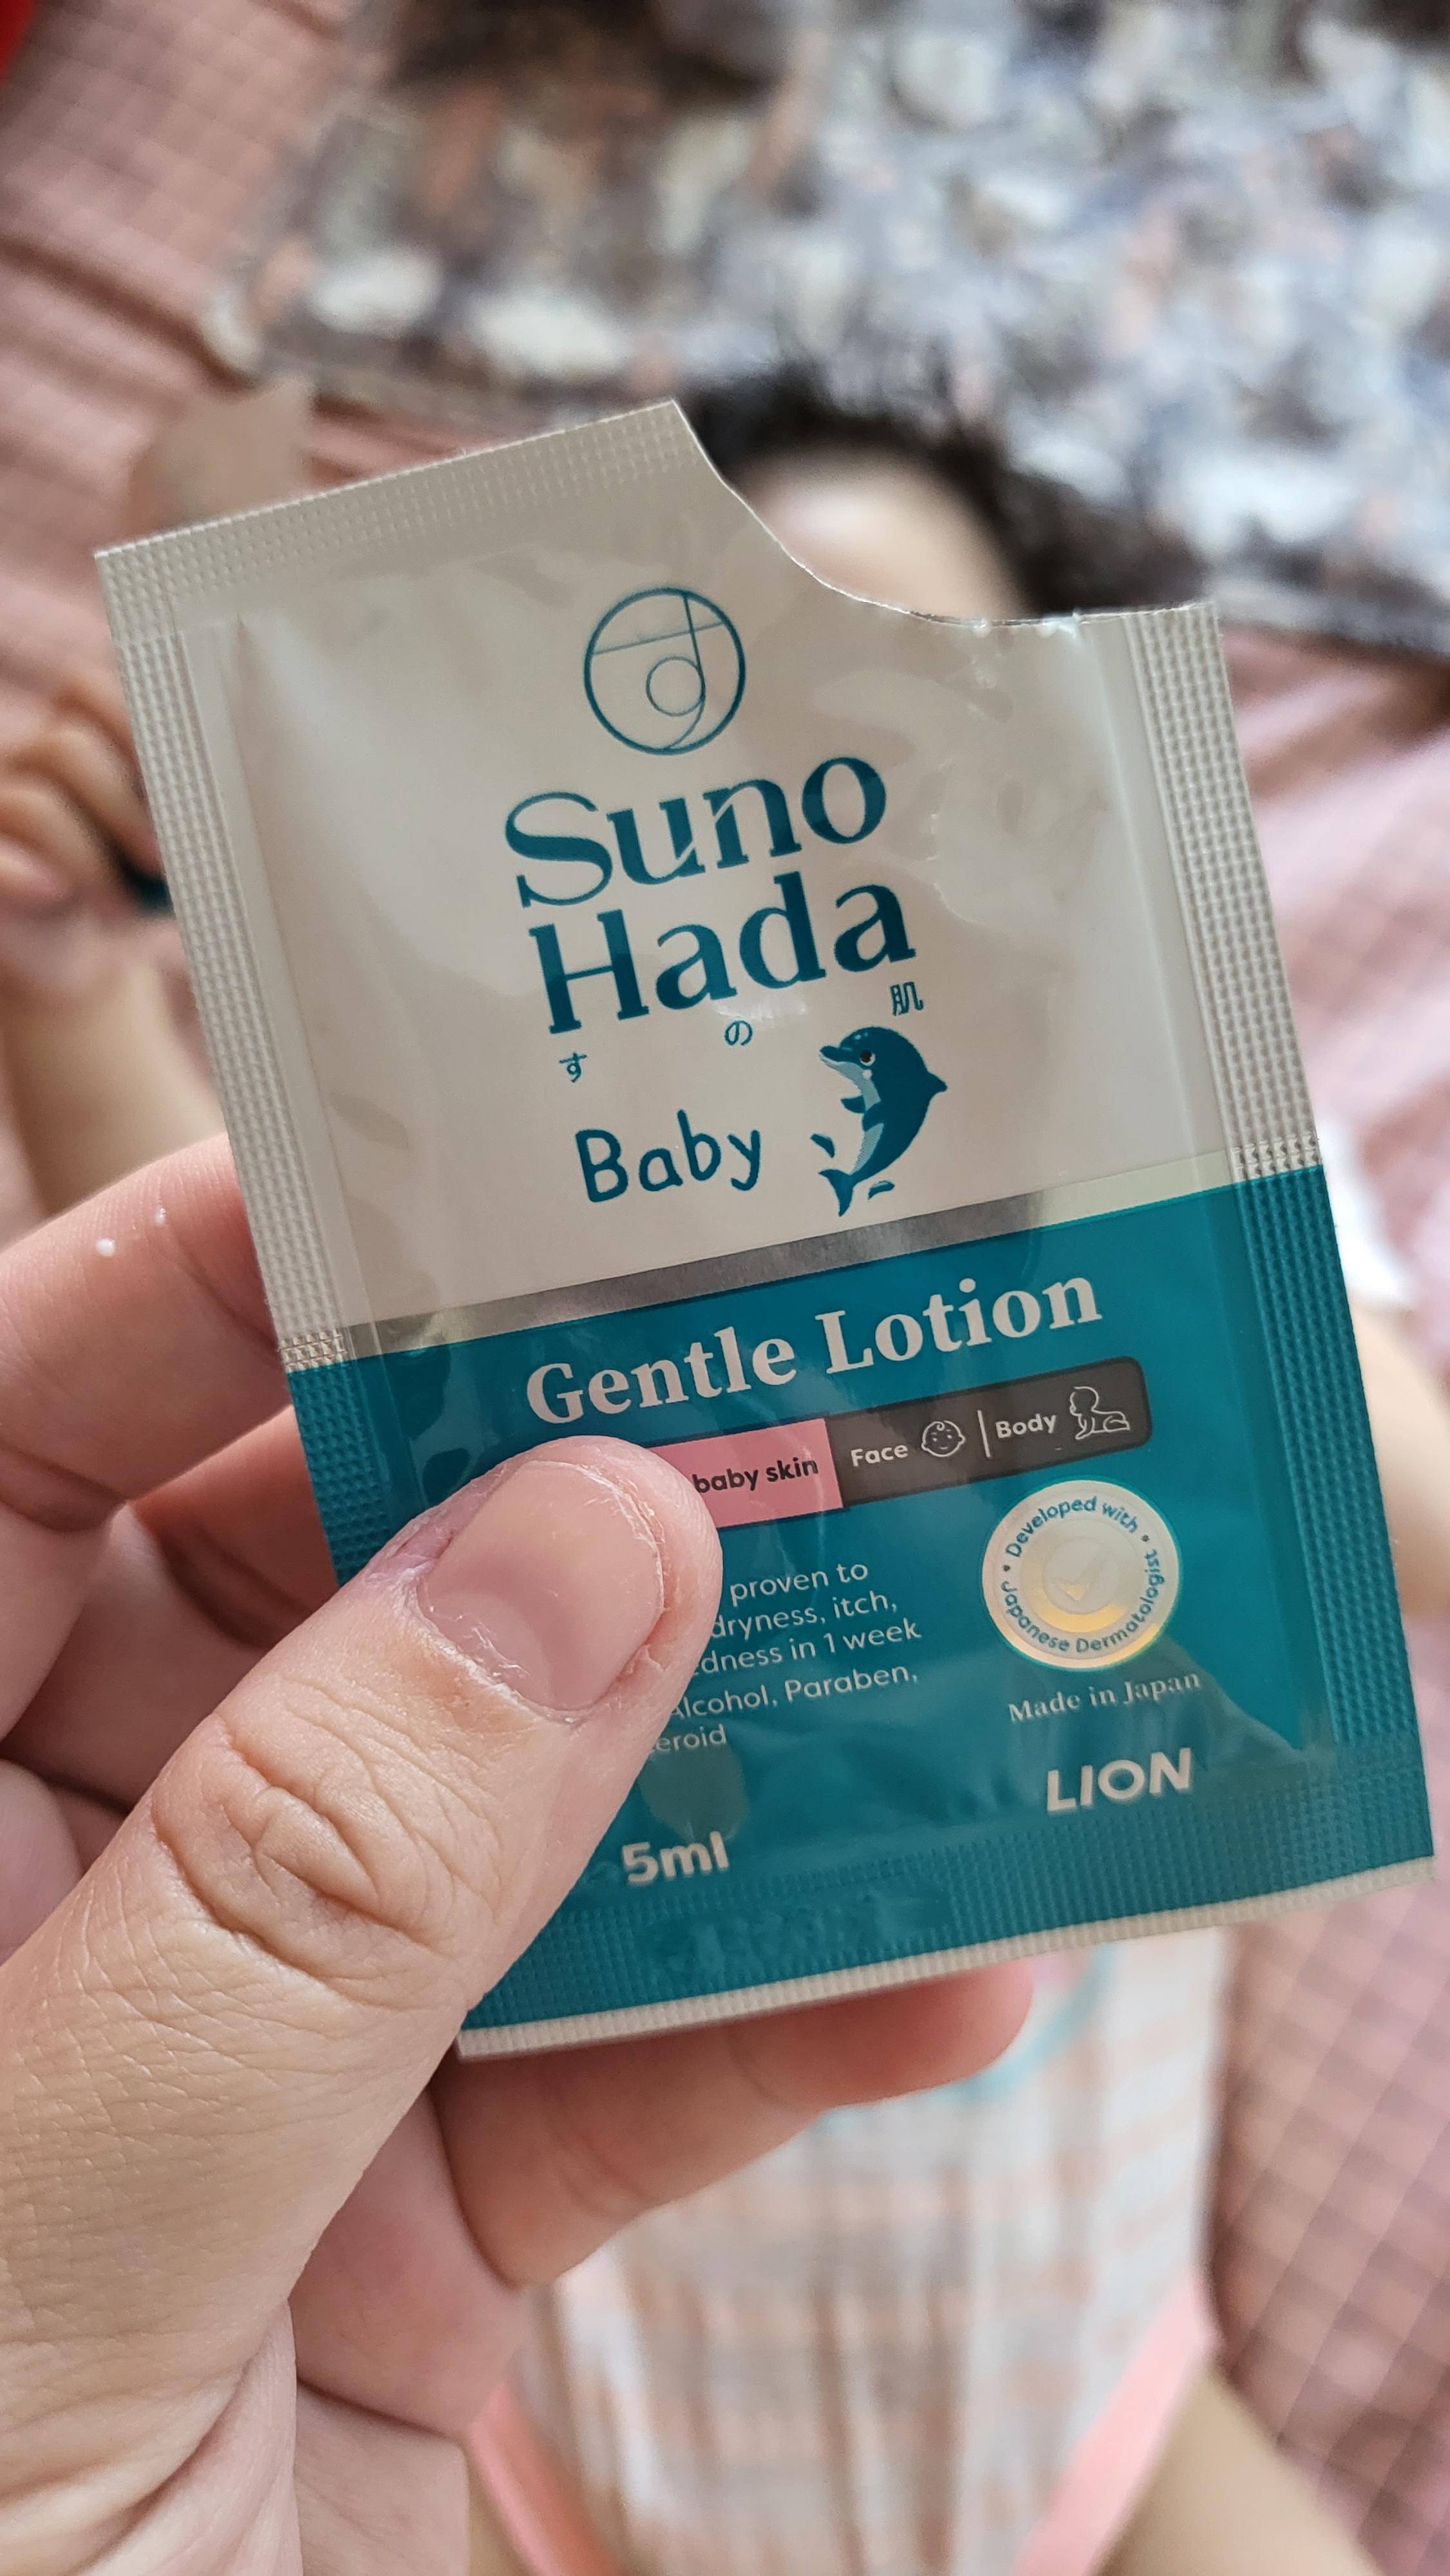 Suno
Hada
す の 肌
Baby
Gentle Lotion
baby skin Face | Body
proven to
dryness, itch,
in 1 week
Alcohol, Paraben,
Developed with
Japanese Dermatologist
Made in Japan
LION
5ml